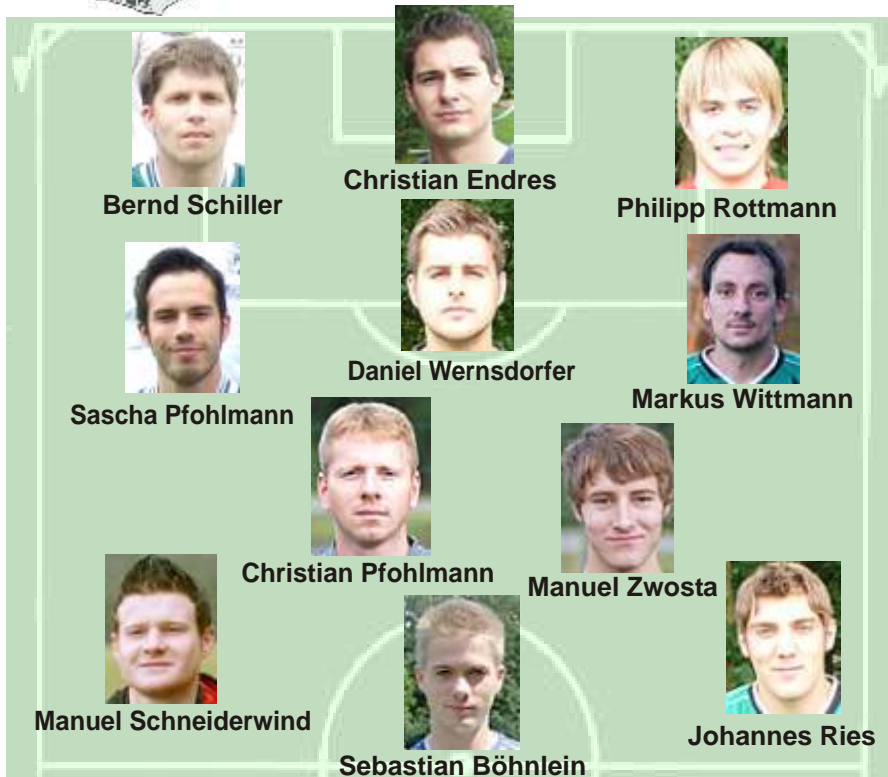 Christian Endres
Bernd Schiller
Philipp Rottmann
Daniel Wernsdorfer
Markus Wittmann
Sascha Pfohlmann
Christian Pfohlmann
Manuel Zwosta
Manuel Schneiderwind
Johannes Ries
Sebastian Böhnlein